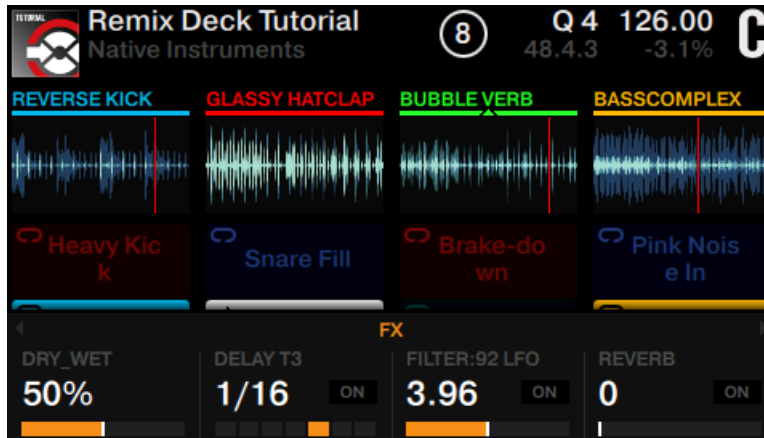 TUTORIAL
Remix Deck Tutorial
Native Instruments
8
Q 4
126.00
C
48.4.3
-3.1%
REVERSE KICK
GLASSY HATCLAP
BUBBLE VERB
BASSCOMPLEX
Heavy Kic
k
Snare Fill
Brake-do
wn
Pink Nois
e In
FX
DRY_WET
DELAY T3
FILTER:92 LFO
REVERB
50%
1/16
ON
3.96
ON
0
ON